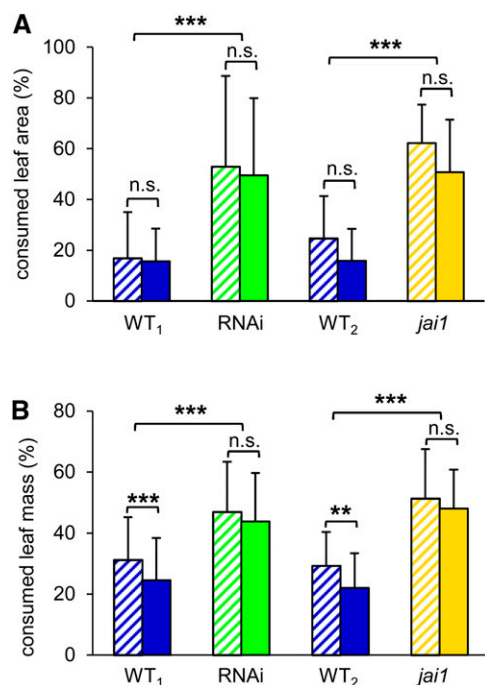 A
consumed leaf area (%)
100
80
60
40
20
0
***
n.s.
***
n.s.
n.s.
n.s.
WT₁ RNAi WT₂ jai1
B
consumed leaf mass (%)
80
60
40
20
0
***
***
n.s.
n.s.
***
**
WT₁ RNAi WT₂ jai1